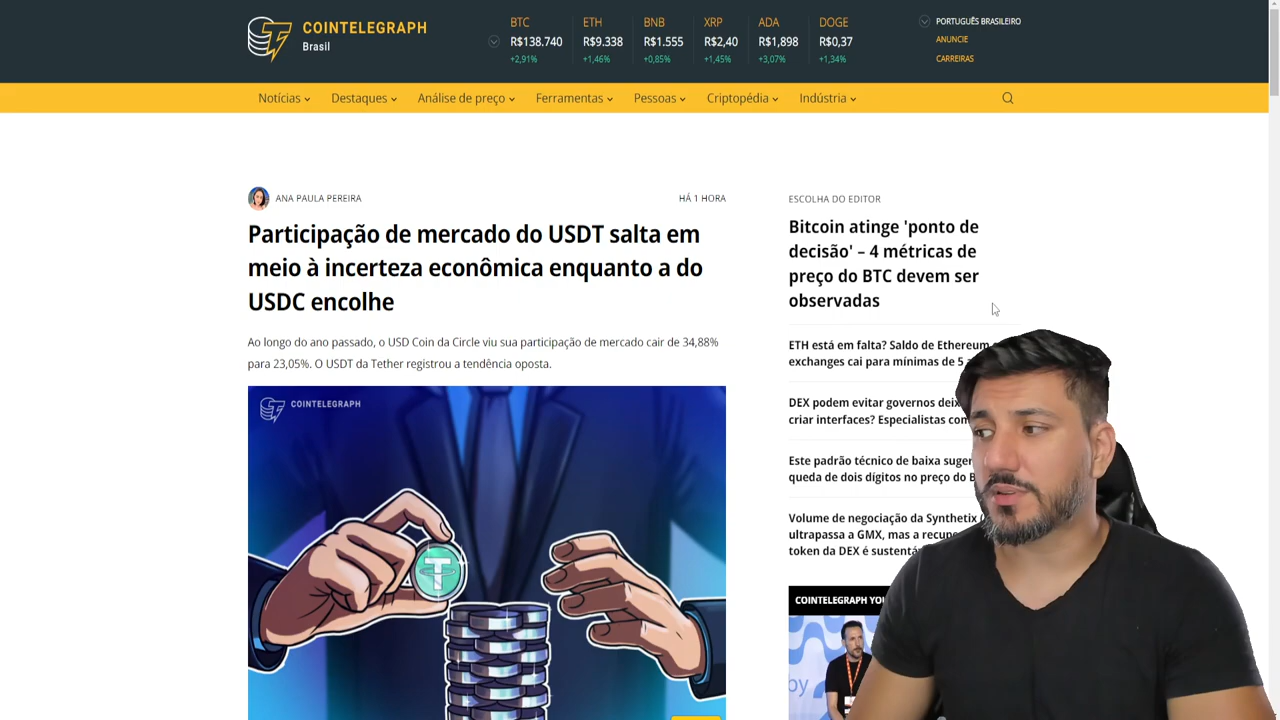 COINTELEGRAPH
Brasil
BTC ETH BNB XRP ADA DOGE
R$138.740 R$9.338 R$1.555 R$2,40 R$1,898 R$0,37
+2,91% +1,46% +0,85% +1,45% +3,07% +1,34%
PORTUGUÊS BRASILEIRO
ANUNCIE
CARREIRAS
Notícias Destaques Análise de preço Ferramentas Pessoas Criptopédia Indústria
ANA PAULA PEREIRA HÁ 1 HORA
Participação de mercado do USDT salta em
meio à incerteza econômica enquanto a do
USDC encolhe
Ao longo do ano passado, o USD Coin da Circle viu sua participação de mercado cair de 34,88%
para 23,05%. O USDT da Tether registrou a tendência oposta.
COINTELEGRAPH
ESCOLHA DO EDITOR
Bitcoin atinge 'ponto de
decisão' – 4 métricas de
preço do BTC devem ser
observadas
ETH está em falta? Saldo de Ethereum
exchanges cai para mínimas de 5
DEX podem evitar governos
criar interfaces? Especialistas
Este padrão técnico de baixa
queda de dois dígitos no preço do
Volume de negociação da Synthetix
ultrapassa a GMX, mas a
token da DEX é
COINTELEGRAPH
by